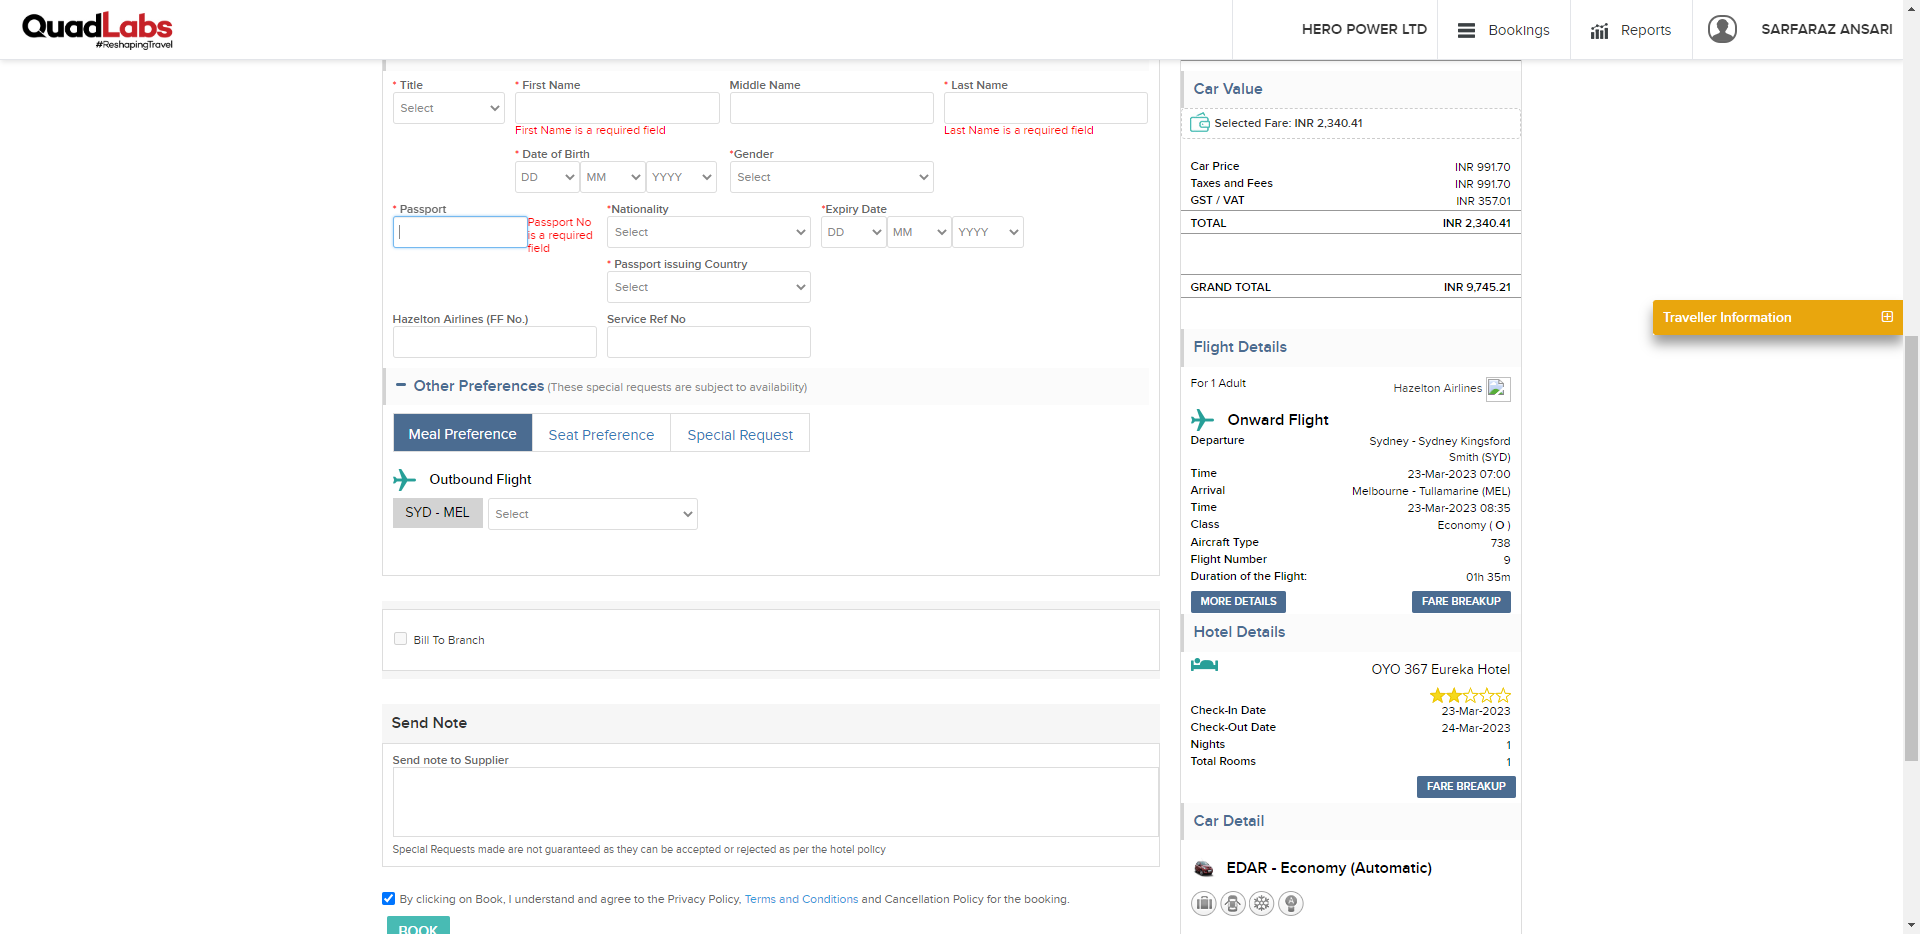 QuadLabs
#ReshapingTravel
HERO POWER LTD
Bookings
Reports
SARFARAZ ANSARI
* Title
* First Name
Middle Name
* Last Name
Select
First Name is a required field
Last Name is a required field
* Date of Birth
*Gender
DD
MM
YYYY
Select
* Passport
*Nationality
*Expiry Date
Passport No
is a required
field
Select
DD
MM
YYYY
* Passport issuing Country
Select
Hazelton Airlines (FF No.)
Service Ref No
Other Preferences (These special requests are subject to availability)
Meal Preference
Seat Preference
Special Request
Outbound Flight
SYD - MEL
Select
Bill To Branch
Send Note
Send note to Supplier
Special Requests made are not guaranteed as they can be accepted or rejected as per the hotel policy
By clicking on Book, I understand and agree to the Privacy Policy, Terms and Conditions and Cancellation Policy for the booking.
BOOK
Car Value
Selected Fare: INR 2,340.41
Car Price INR 991.70
Taxes and Fees INR 991.70
GST / VAT INR 357.01
TOTAL INR 2,340.41
GRAND TOTAL INR 9,745.21
Traveller Information
Flight Details
For 1 Adult
Hazelton Airlines
Onward Flight
Departure Sydney - Sydney Kingsford
Smith (SYD)
Time 23-Mar-2023 07:00
Arrival Melbourne - Tullamarine (MEL)
Time 23-Mar-2023 08:35
Class Economy ( O )
Aircraft Type 738
Flight Number 9
Duration of the Flight: 01h 35m
MORE DETAILS
FARE BREAKUP
Hotel Details
OYO 367 Eureka Hotel
Check-In Date 23-Mar-2023
Check-Out Date 24-Mar-2023
Nights 1
Total Rooms 1
FARE BREAKUP
Car Detail
EDAR - Economy (Automatic)